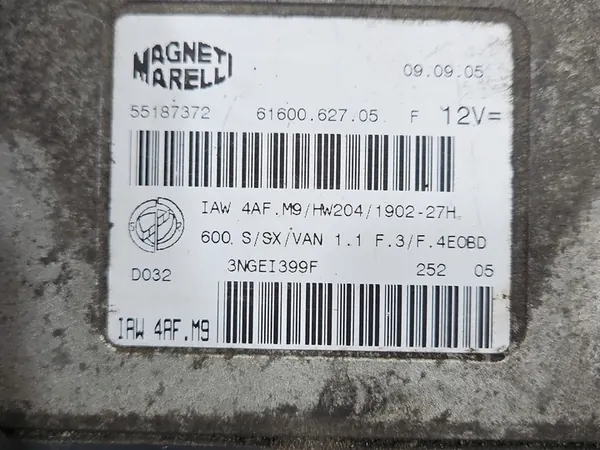 MAGNETI
MARELLI
09.09.05
55187372 61600.627.05 F 12V=
IAW 4AF.M9/HW204/1902-27H
600 S/SX/VAN 1.1 F.3/F.4EOBD
D032 3NGEI399F 252 05
IAW 4AF.M9